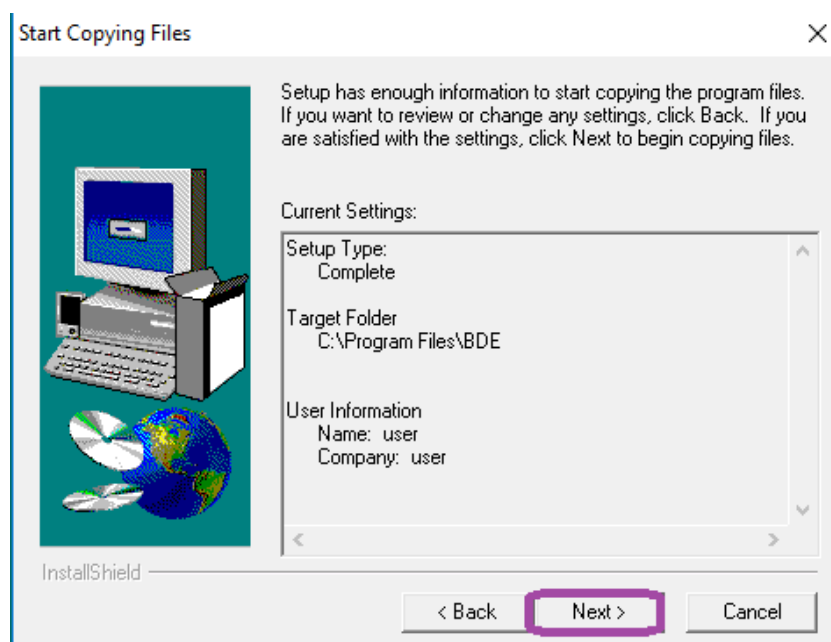 Start Copying Files
Setup has enough information to start copying the program files.
If you want to review or change any settings, click Back. If you
are satisfied with the settings, click Next to begin copying files.
Current Settings:
Setup Type:
Complete
Target Folder
C:\Program Files\BDE
User Information
Name: user
Company: user
InstallShield
< Back
Next >
Cancel